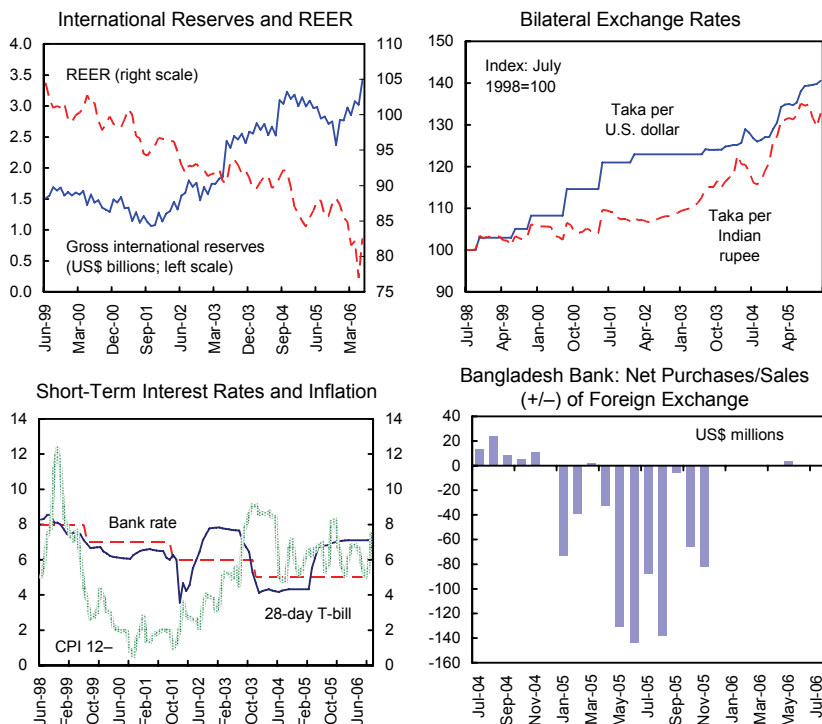 International Reserves and REER
4.0
3.5
3.0
2.5
2.0
1.5
1.0
0.5
0.0
110
105
100
95
90
85
80
75
REER (right scale)
Gross international reserves
(US$ billions; left scale)
Jun-99
Mar-00
Dec-00
Sep-01
Jun-02
Mar-03
Dec-03
Sep-04
Jun-05
Mar-06
Bilateral Exchange Rates
150
140
130
120
110
100
90
Index: July
1998=100
Taka per
U.S. dollar
Taka per
Indian
rupee
Jul-98
Apr-99
Jan-00
Oct-00
Jul-01
Apr-02
Jan-03
Oct-03
Jul-04
Apr-05
Short-Term Interest Rates and Inflation
14
12
10
8
6
4
2
0
14
12
10
8
6
4
2
0
Bank rate
28-day T-bill
CPI 12–
Jun-98
Feb-99
Oct-99
Jun-00
Feb-01
Oct-01
Jun-02
Feb-03
Oct-03
Jun-04
Feb-05
Oct-05
Jun-06
Bangladesh Bank: Net Purchases/Sales
(+/–) of Foreign Exchange
40
20
0
-20
-40
-60
-80
-100
-120
-140
-160
US$ millions
Jul-04
Sep-04
Nov-04
Jan-05
Mar-05
May-05
Jul-05
Sep-05
Nov-05
Jan-06
Mar-06
May-06
Jul-06